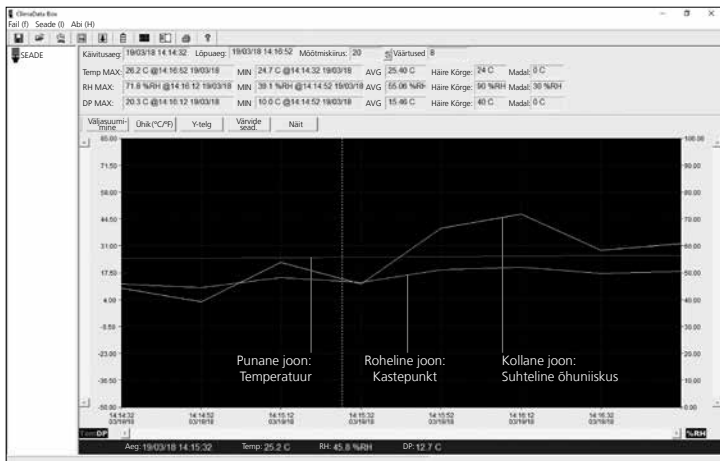 ClimaData Box
Fail (f) Seade (I) Abi (H)
SEADE
Käivitusaeg: 19/03/18 14:14:32 Lõpuaeg: 19/03/18 14:16:52 Mõõtmiskiirus: 20 S Väärtused 8
Temp MAX: 26.2 C @14:16:52 19/03/18 MIN 24.7 C @14:14:32 19/03/18 AVG 25.40 C Häire Kõrge: 24 C Madal: 0 C
RH MAX: 71.8 %RH @14:16:12 19/03/18 MIN 39.1 %RH @14:14:52 19/03/18 AVG 55.06 %RH Häire Kõrge: 90 %RH Madal: 30 %RH
DP MAX: 20.3 C @14:16:12 19/03/18 MIN 10.0 C @14:14:52 19/03/18 AVG 15.46 C Häire Kõrge: 40 C Madal: 0 C
Väljasuumi-
mine Ühik(°C/°F) Y-telg Värvide
sead. Näit
85.00 100.00
71.50 90.00
58.00 80.00
44.50 70.00
31.00 60.00
17.50 50.00
4.00 40.00
-9.50 30.00
-23.00 20.00
-36.50 10.00
-50.00 0.00
Punane joon: Roheline joon: Kollane joon:
Temperatuur Kastepunkt Suhteline õhuniiskus
14:14:32 14:14:52 14:15:12 14:15:32 14:15:52 14:16:12 14:16:32
03/19/18 03/19/18 03/19/18 03/19/18 03/19/18 03/19/18 03/19/18
DP %RH
Aeg: 19/03/18 14:15:32 Temp: 25.2 C RH: 45.8 %RH DP: 12.7 C